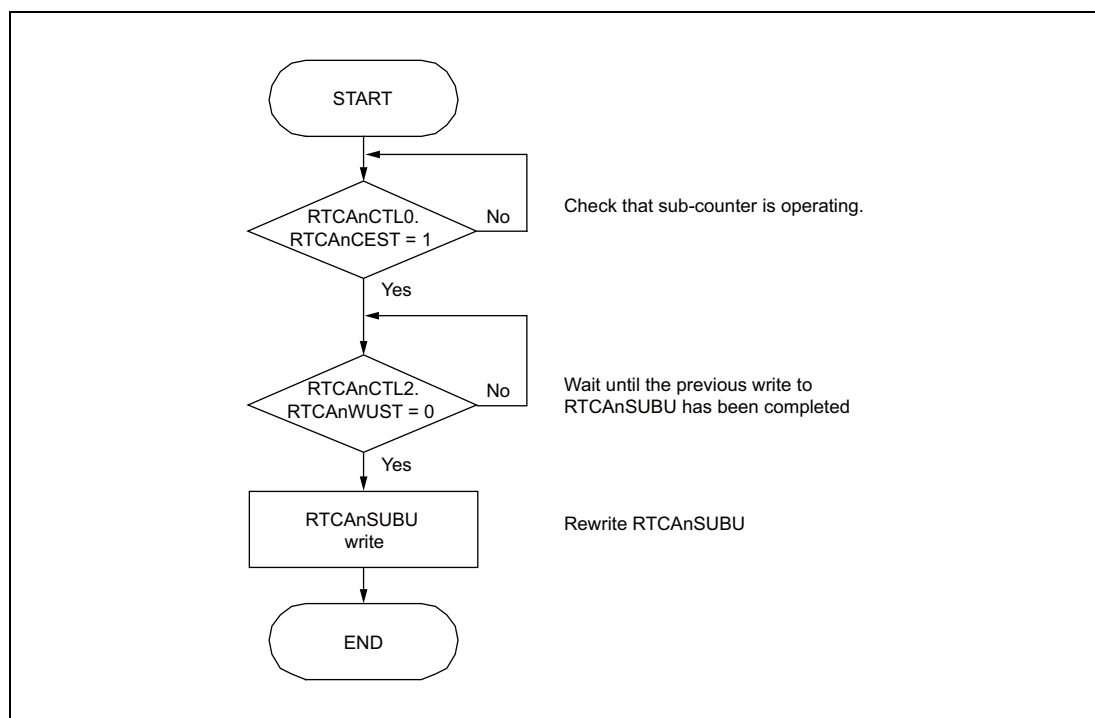 START
RTCAnCTL0.
RTCAnCEST = 1
No
Check that sub-counter is operating.
Yes
RTCAnCTL2.
RTCAnWUST = 0
No
Wait until the previous write to
RTCAnSUBU has been completed
Yes
RTCAnSUBU
write
Rewrite RTCAnSUBU
END